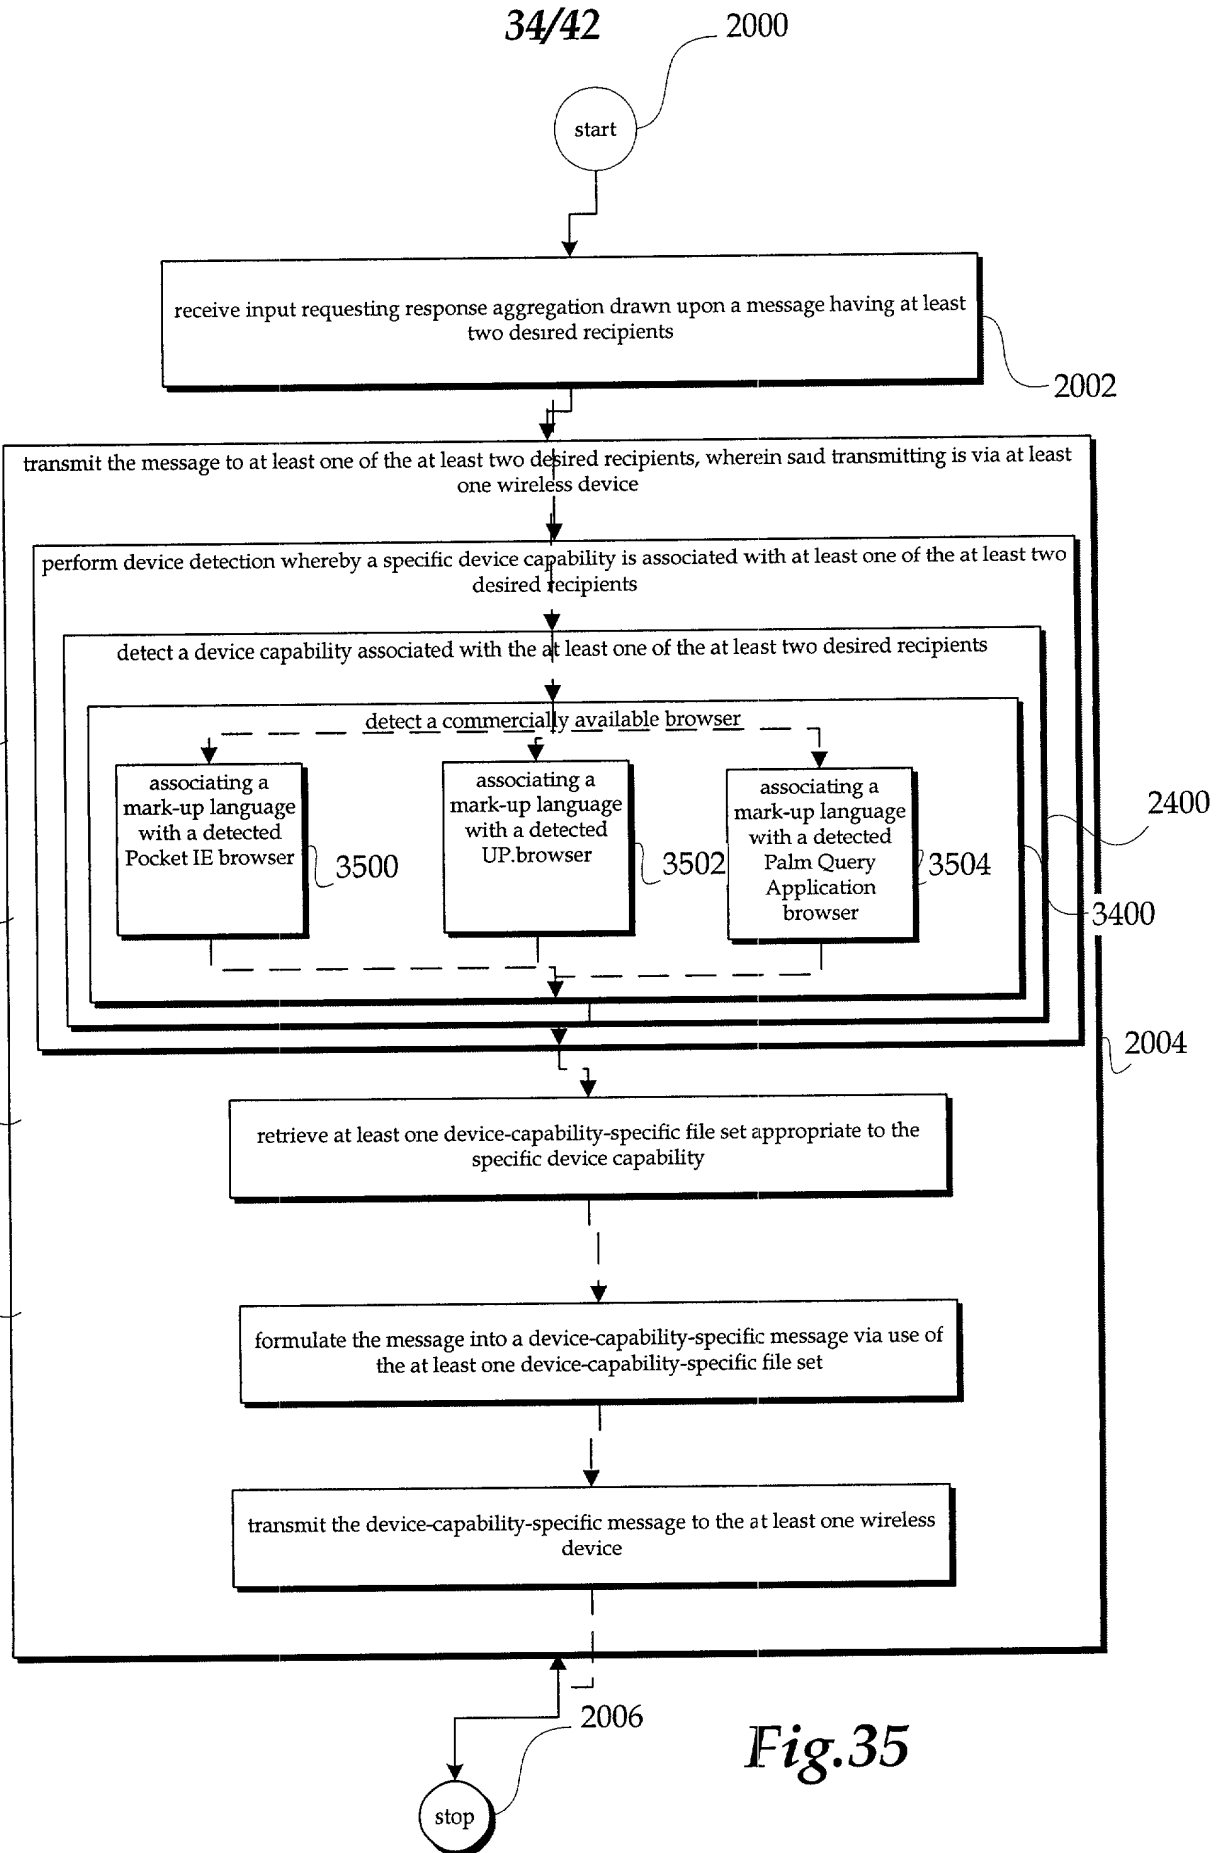 34/42
2000
start
receive input requesting response aggregation drawn upon a message having at least
two desired recipients
2002
transmit the message to at least one of the at least two desired recipients, wherein said transmitting is via at least
one wireless device
perform device detection whereby a specific device capability is associated with at least one of the at least two
desired recipients
detect a device capability associated with the at least one of the at least two desired recipients
detect a commercially available browser
associating a
mark-up language
with a detected
Pocket IE browser
3500
associating a
mark-up language
with a detected
UP.browser
3502
associating a
mark-up language
with a detected
Palm Query
Application
browser
3504
2400
3400
2004
retrieve at least one device-capability-specific file set appropriate to the
specific device capability
formulate the message into a device-capability-specific message via use of
the at least one device-capability-specific file set
transmit the device-capability-specific message to the at least one wireless
device
2006
stop
Fig.35